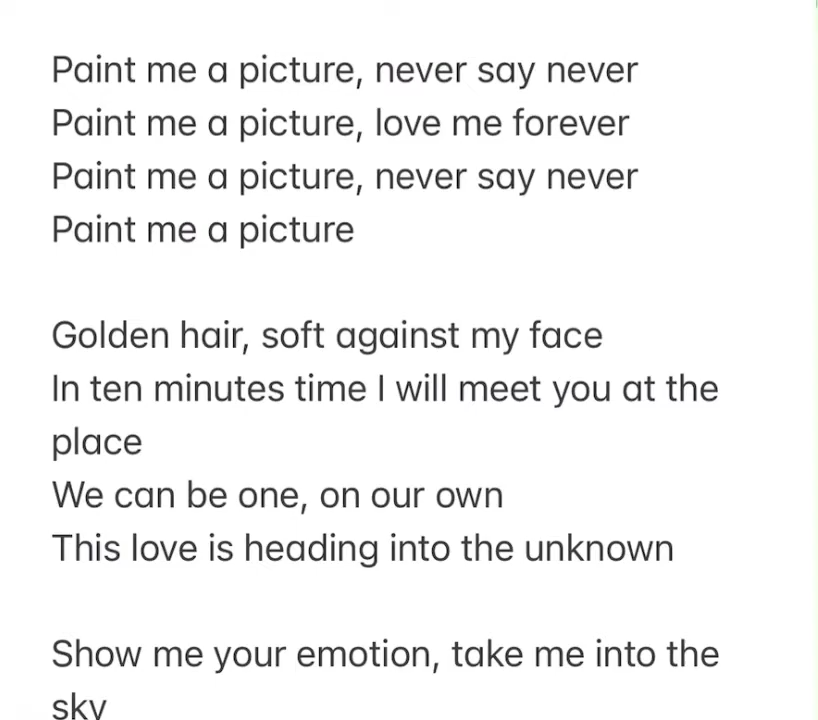 Paint me a picture, never say never
Paint me a picture, love me forever
Paint me a picture, never say never
Paint me a picture
Golden hair, soft against my face
In ten minutes time I will meet you at the
place
We can be one, on our own
This love is heading into the unknown
Show me your emotion, take me into the
sky